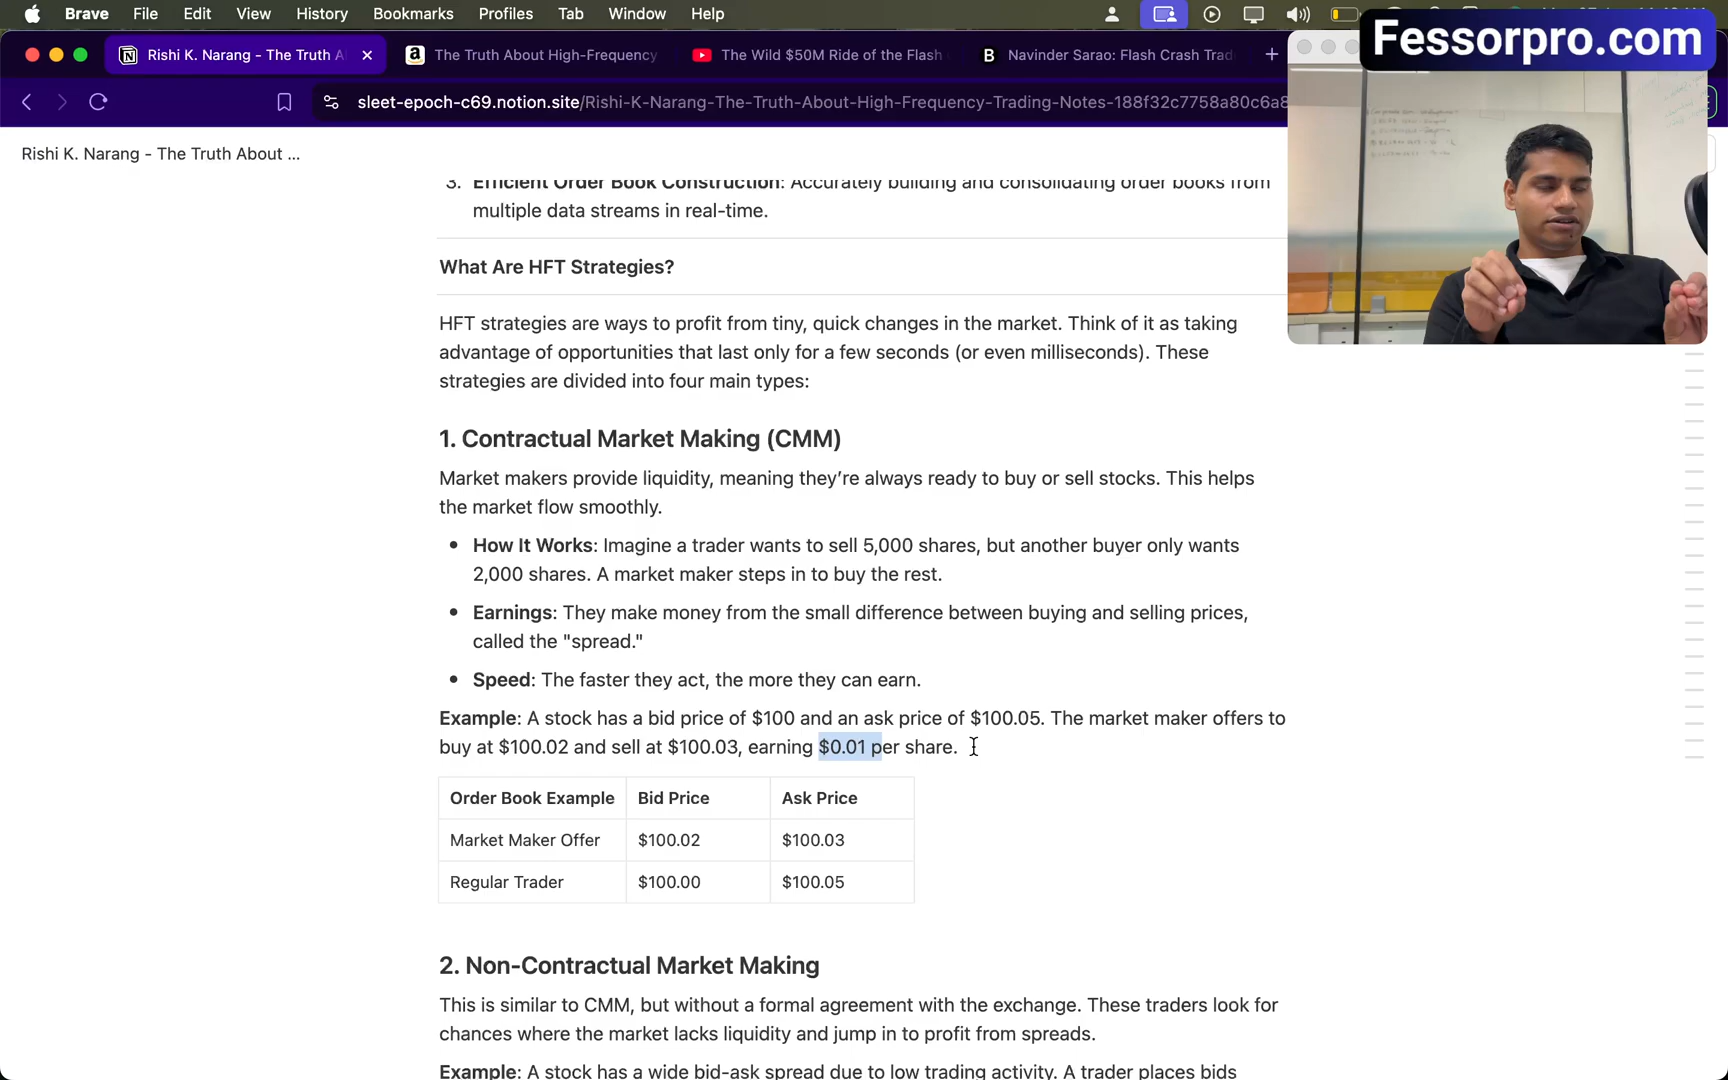 Brave File Edit View History Bookmarks Profiles Tab Window Help
Fessorpro.com
Rishi K. Narang - The Truth A
The Truth About High-Frequency
The Wild $50M Ride of the Flash
Navinder Sarao: Flash Crash Trad
sleet-epoch-c69.notion.site/Rishi-K-Narang-The-Truth-About-High-Frequency-Trading-Notes-188f32c7758a80c6a8
Rishi K. Narang - The Truth About ...
3. Efficient Order Book Construction: Accurately building and consolidating order books from
multiple data streams in real-time.
What Are HFT Strategies?
HFT strategies are ways to profit from tiny, quick changes in the market. Think of it as taking
advantage of opportunities that last only for a few seconds (or even milliseconds). These
strategies are divided into four main types:
1. Contractual Market Making (CMM)
Market makers provide liquidity, meaning they’re always ready to buy or sell stocks. This helps
the market flow smoothly.
• How It Works: Imagine a trader wants to sell 5,000 shares, but another buyer only wants
2,000 shares. A market maker steps in to buy the rest.
• Earnings: They make money from the small difference between buying and selling prices,
called the "spread."
• Speed: The faster they act, the more they can earn.
Example: A stock has a bid price of $100 and an ask price of $100.05. The market maker offers to
buy at $100.02 and sell at $100.03, earning $0.01 per share.
Order Book Example Bid Price Ask Price
Market Maker Offer $100.02 $100.03
Regular Trader $100.00 $100.05
2. Non-Contractual Market Making
This is similar to CMM, but without a formal agreement with the exchange. These traders look for
chances where the market lacks liquidity and jump in to profit from spreads.
Example: A stock has a wide bid-ask spread due to low trading activity. A trader places bids